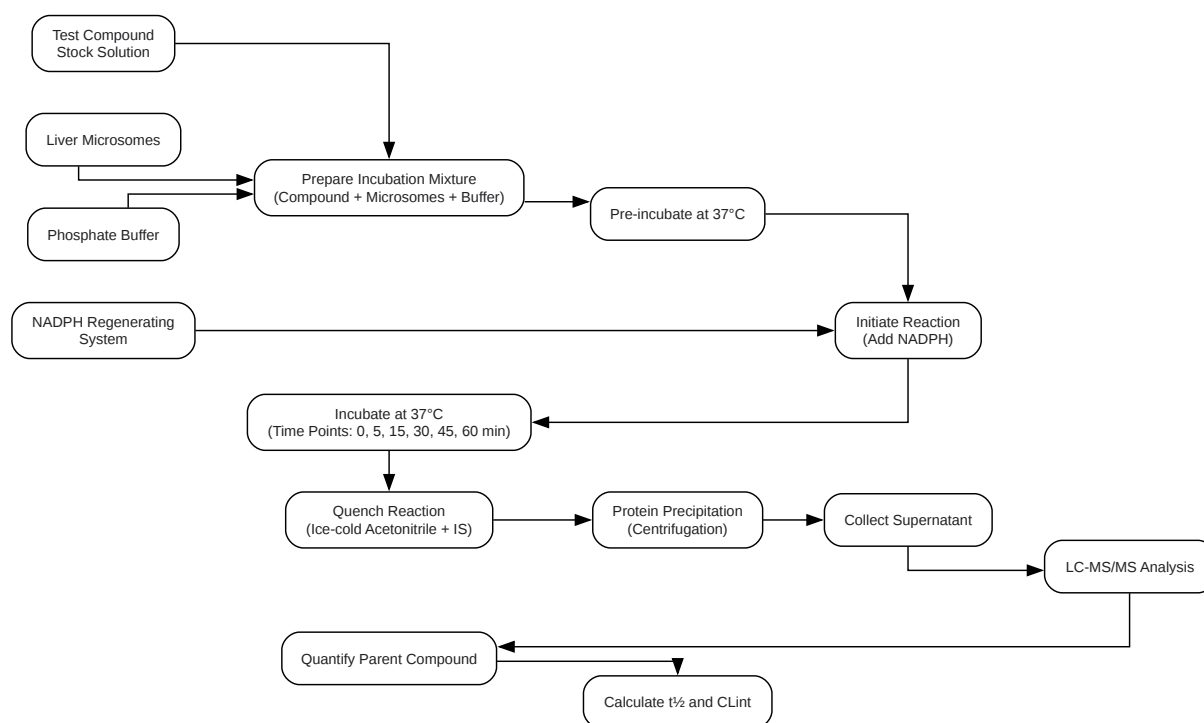 Test Compound
Stock Solution
Liver Microsomes
Prepare Incubation Mixture
(Compound + Microsomes + Buffer)
Phosphate Buffer
Pre-incubate at 37°C
NADPH Regenerating
System
Initiate Reaction
(Add NADPH)
Incubate at 37°C
(Time Points: 0, 5, 15, 30, 45, 60 min)
Quench Reaction
(Ice-cold Acetonitrile + IS)
Protein Precipitation
(Centrifugation)
Collect Supernatant
LC-MS/MS Analysis
Quantify Parent Compound
Calculate t½ and CLint